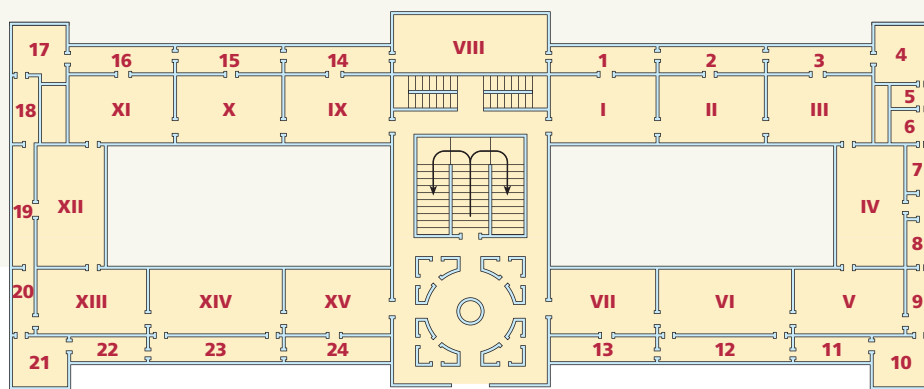 VIII
17 16 15 14 1 2 3 4
XI X IX I II III 5
18 6
7
19 XII IV
8
20 XIII XIV XV VII VI V 9
21 22 23 24 13 12 11 10